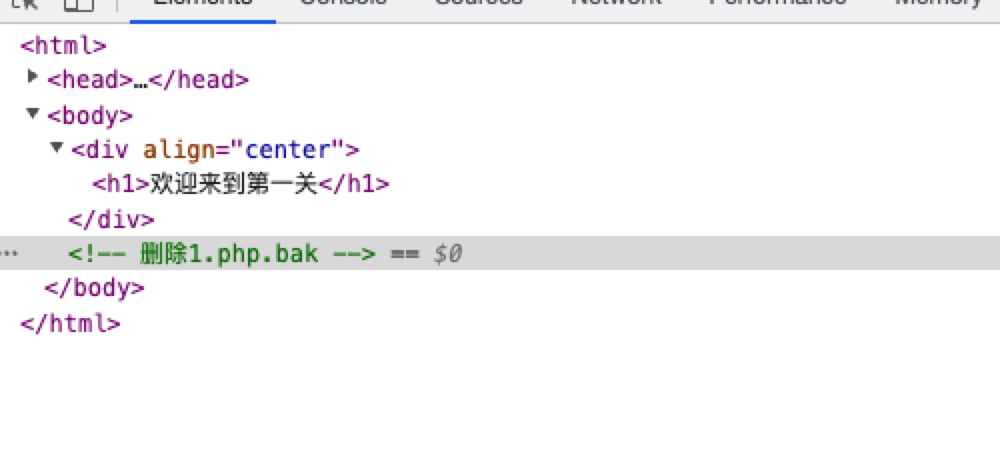 Elements Console Sources Network Performance Memory
<html>
<head>…</head>
<body>
<div align="center">
<h1>欢迎来到第一关</h1>
</div>
<!-- 删除1.php.bak --> == $0
</body>
</html>